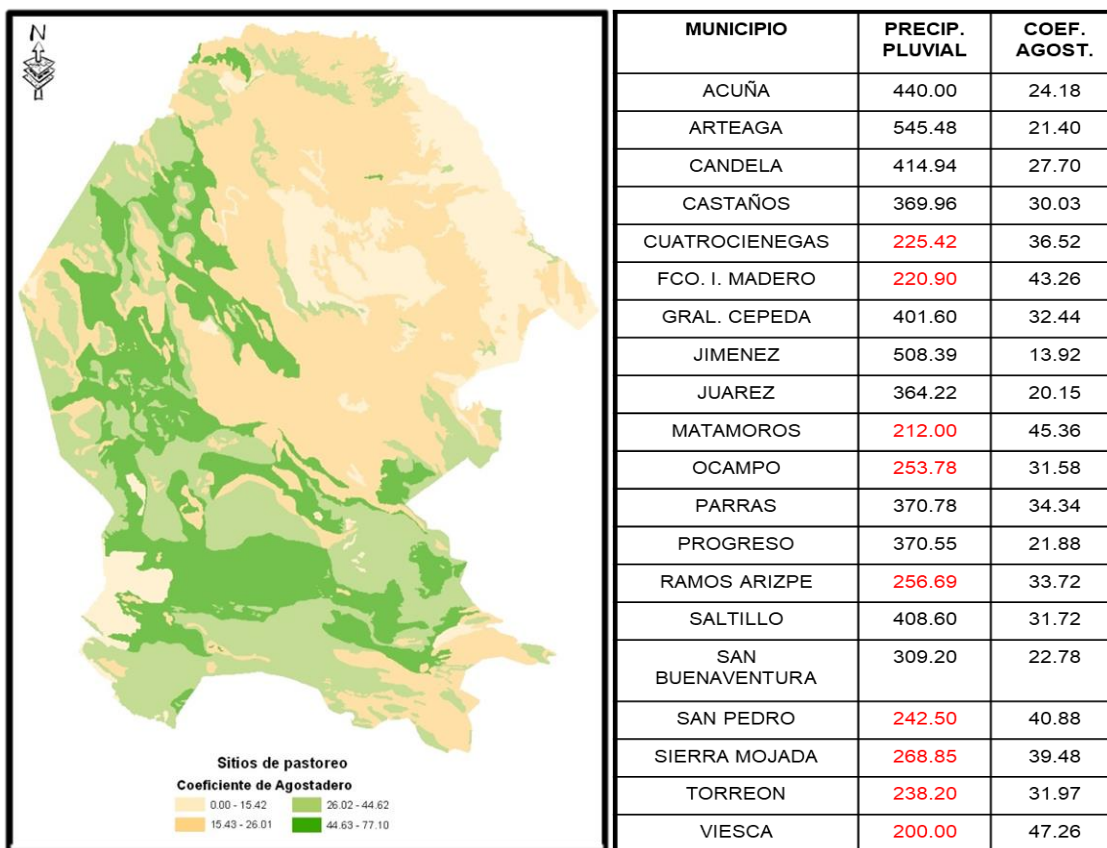 N
Sitios de pastoreo
Coeficiente de Agostadero
0.00 - 15.42 26.02 - 44.62
15.43 - 26.01 44.63 - 77.10
MUNICIPIO PRECIP. PLUVIAL COEF. AGOST.
ACUÑA 440.00 24.18
ARTEAGA 545.48 21.40
CANDELA 414.94 27.70
CASTAÑOS 369.96 30.03
CUATROCIENEGAS 225.42 36.52
FCO. I. MADERO 220.90 43.26
GRAL. CEPEDA 401.60 32.44
JIMENEZ 508.39 13.92
JUAREZ 364.22 20.15
MATAMOROS 212.00 45.36
OCAMPO 253.78 31.58
PARRAS 370.78 34.34
PROGRESO 370.55 21.88
RAMOS ARIZPE 256.69 33.72
SALTILLO 408.60 31.72
SAN BUENAVENTURA 309.20 22.78
SAN PEDRO 242.50 40.88
SIERRA MOJADA 268.85 39.48
TORREON 238.20 31.97
VIESCA 200.00 47.26